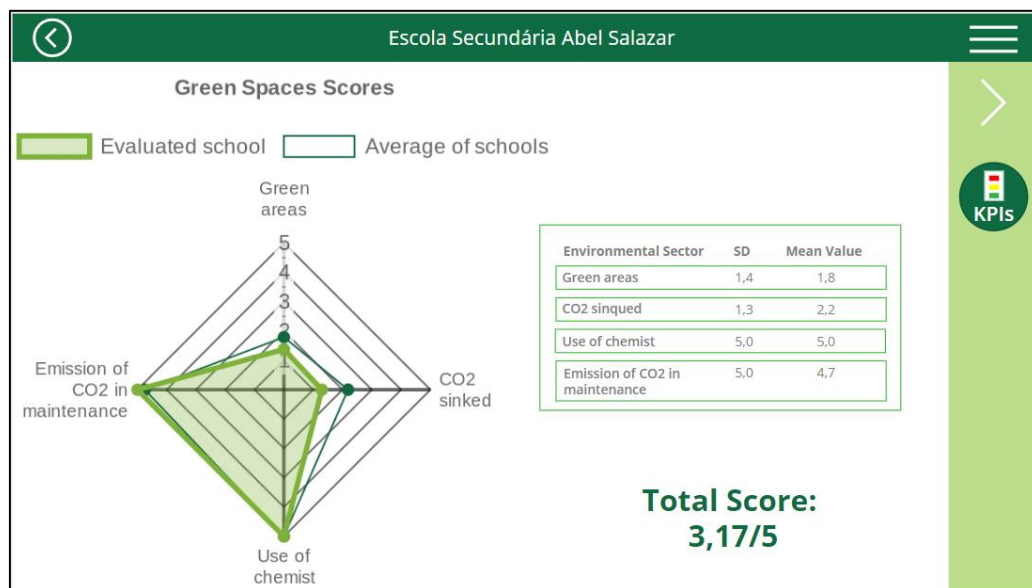 Escola Secundária Abel Salazar
Green Spaces Scores
Evaluated school
Average of schools
Green
areas
5
4
3
2
1
Emission of
CO2 in
maintenance
CO2
sinked
Use of
chemist
KPIs
Environmental Sector SD Mean Value
Green areas 1,4 1,8
CO2 sinqued 1,3 2,2
Use of chemist 5,0 5,0
Emission of CO2 in 5,0 4,7
maintenance
Total Score:
3,17/5